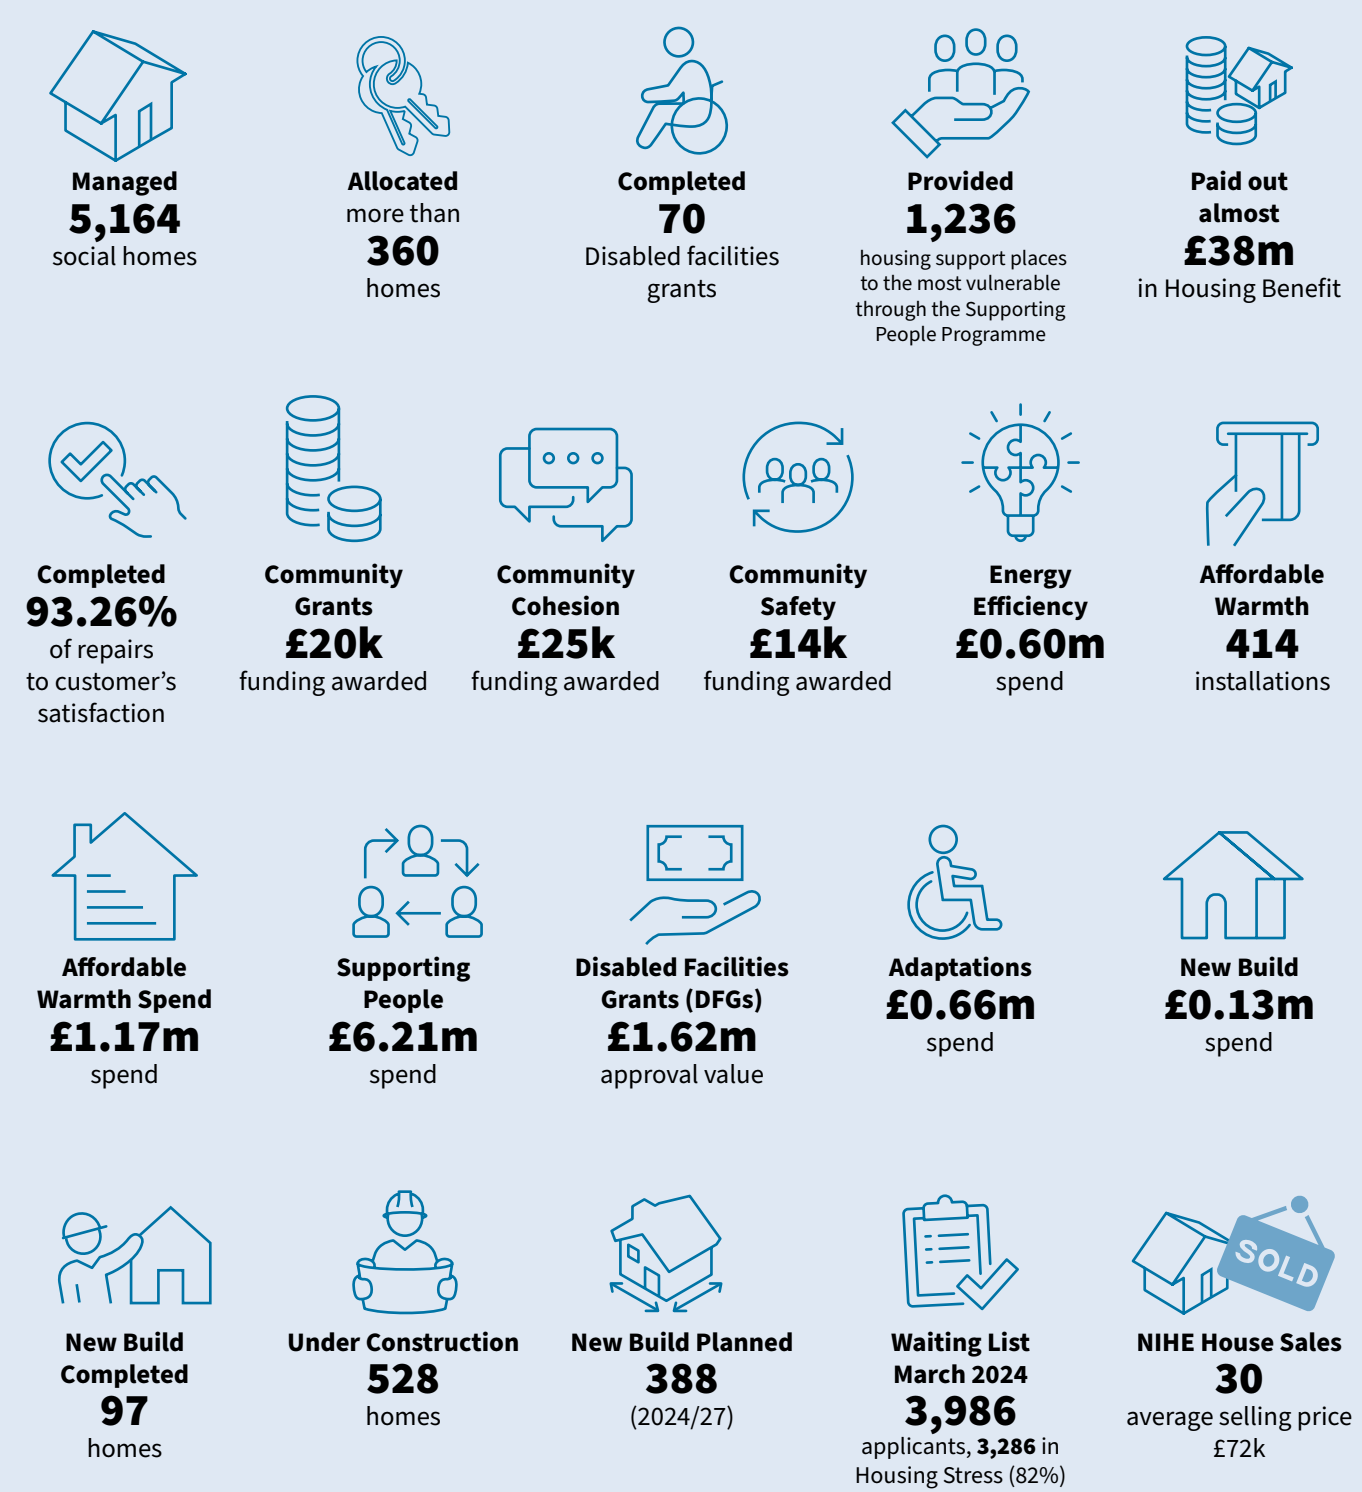 Managed
5,164
social homes
Allocated
more than
360
homes
Completed
70
Disabled facilities
grants
Provided
1,236
housing support places
to the most vulnerable
through the Supporting
People Programme
Paid out
almost
£38m
in Housing Benefit
Completed
93.26%
of repairs
to customer’s
satisfaction
Community
Grants
£20k
funding awarded
Community
Cohesion
£25k
funding awarded
Community
Safety
£14k
funding awarded
Energy
Efficiency
£0.60m
spend
Affordable
Warmth
414
installations
Affordable
Warmth Spend
£1.17m
spend
Supporting
People
£6.21m
spend
Disabled Facilities
Grants (DFGs)
£1.62m
approval value
Adaptations
£0.66m
spend
New Build
£0.13m
spend
New Build
Completed
97
homes
Under Construction
528
homes
New Build Planned
388
(2024/27)
Waiting List
March 2024
3,986
applicants, 3,286 in
Housing Stress (82%)
SOLD
NIHE House Sales
30
average selling price
£72k